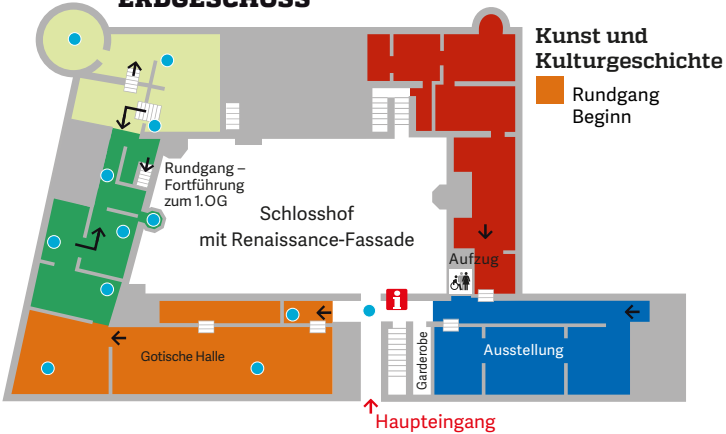 ERDGESCHOSS
Kunst und
Kulturgeschichte
Rundgang
Beginn
Rundgang –
Fortführung
zum 1.OG
Schlosshof
mit Renaissance-Fassade
Aufzug
i
Gotische Halle
Garderobe
Ausstellung
Haupteingang